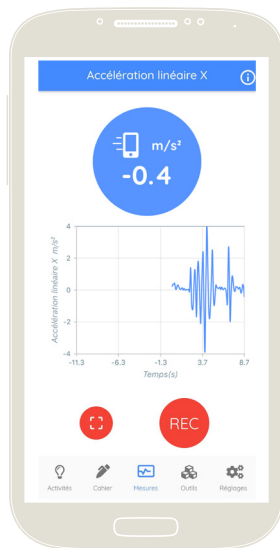 Accélération linéaire X
m/s²
-0.4
Accélération linéaire X m/s²
4
2
0
-2
-4
-11.3 -6.3 -1.3 3.7 8.7
Temps(s)
REC
Activités Cahier Mesures Outils Réglages